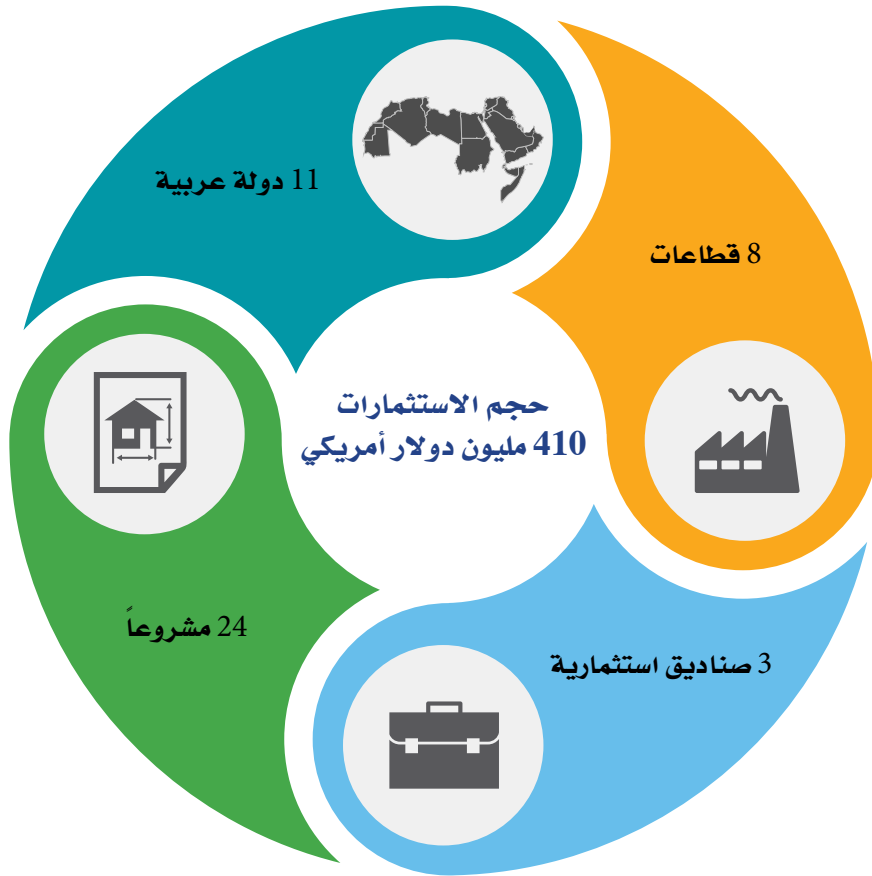 11 دولة عربية
8 قطاعات
حجم الاستثمارات
410 مليون دولار أمريكي
24 مشروعاً
3 صناديق استثمارية